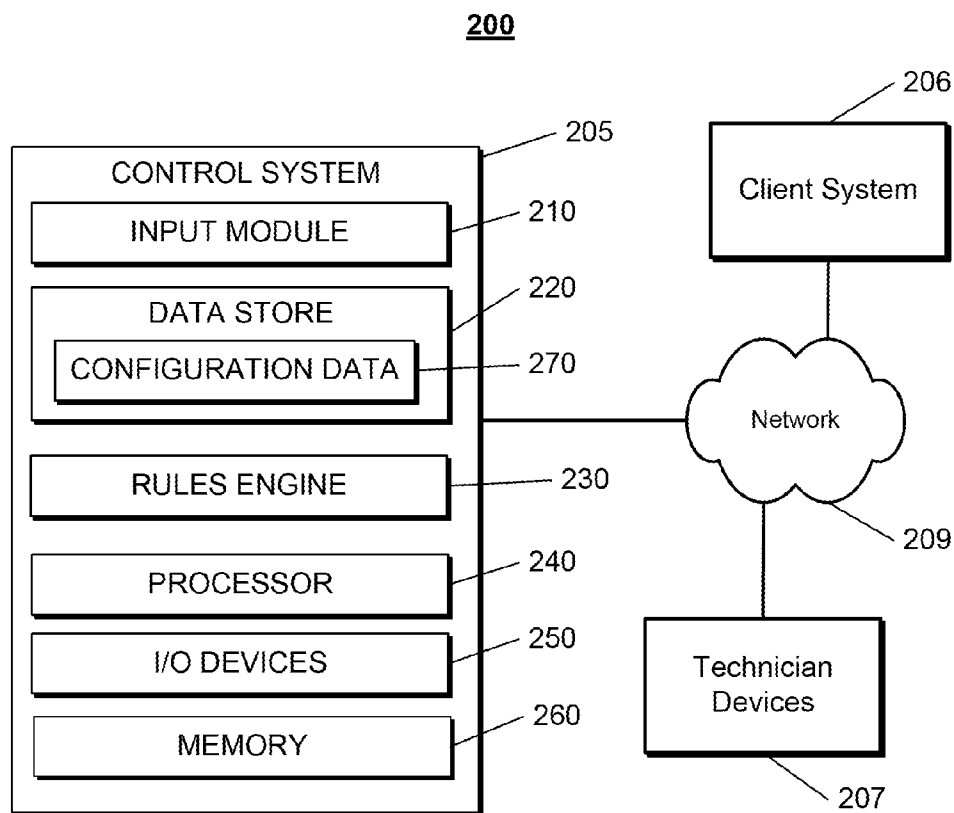 200
206
205
CONTROL SYSTEM
INPUT MODULE
210
Client System
DATA STORE
220
CONFIGURATION DATA
270
Network
RULES ENGINE
230
209
PROCESSOR
240
I/O DEVICES
250
Technician
Devices
MEMORY
260
207